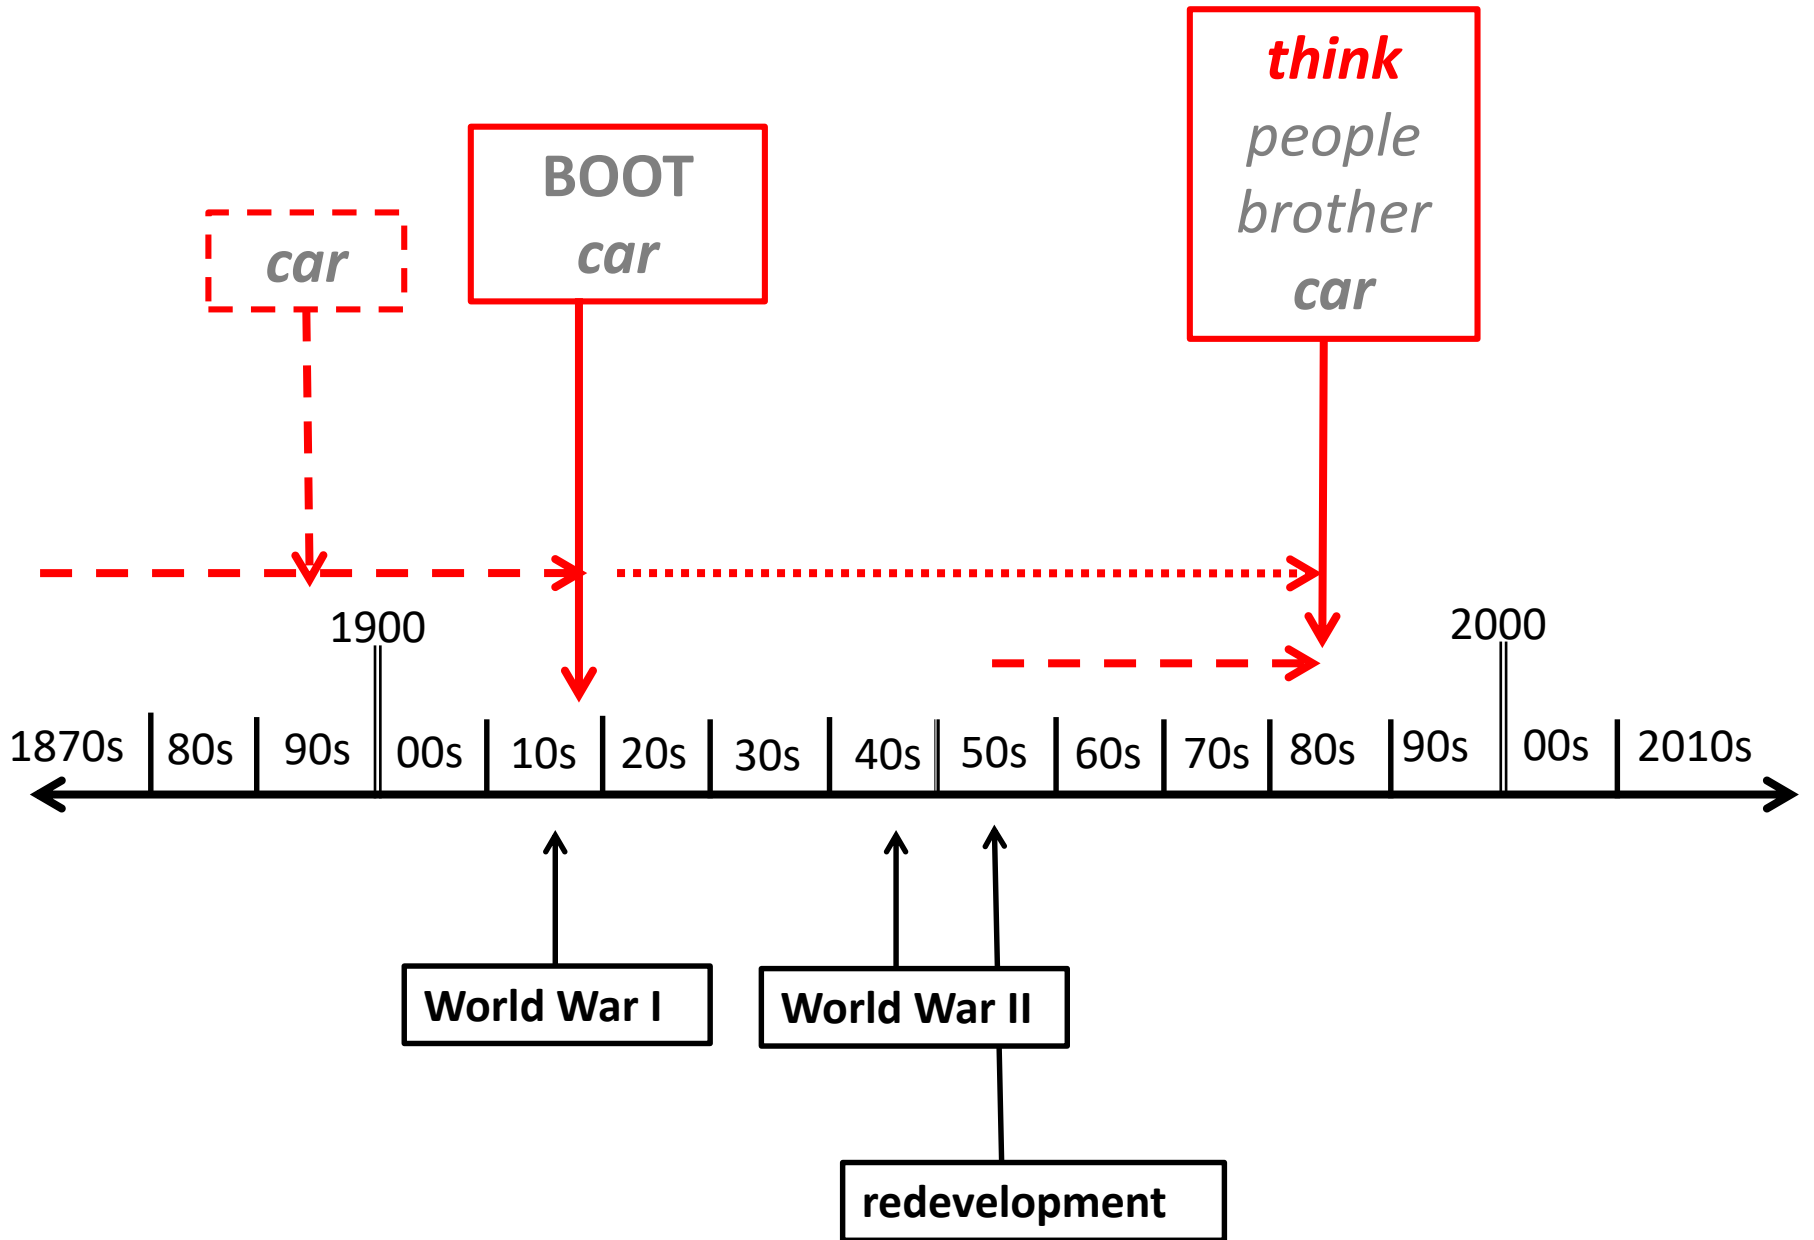 think
people
brother
car
BOOT
car
car
1900
2000
1870s 80s 90s 00s 10s 20s 30s 40s 50s 60s 70s 80s 90s 00s 2010s
World War I
World War II
redevelopment